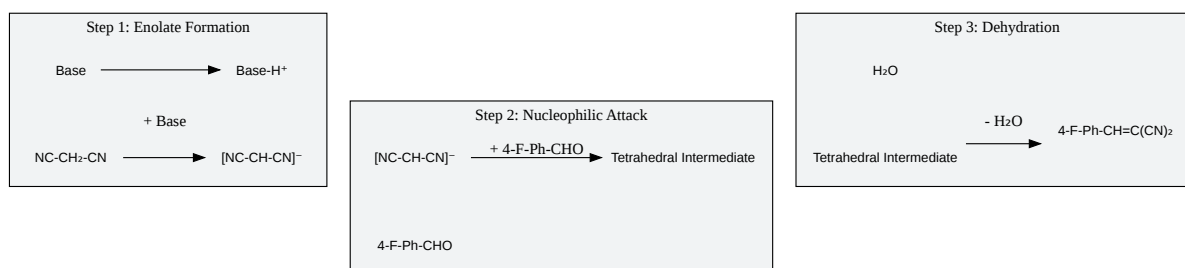 Step 1: Enolate Formation
Base
Base-H⁺
+ Base
NC-CH₂-CN
[NC-CH-CN]⁻
Step 2: Nucleophilic Attack
[NC-CH-CN]⁻
+ 4-F-Ph-CHO
Tetrahedral Intermediate
4-F-Ph-CHO
Step 3: Dehydration
H₂O
- H₂O
4-F-Ph-CH=C(CN)₂
Tetrahedral Intermediate